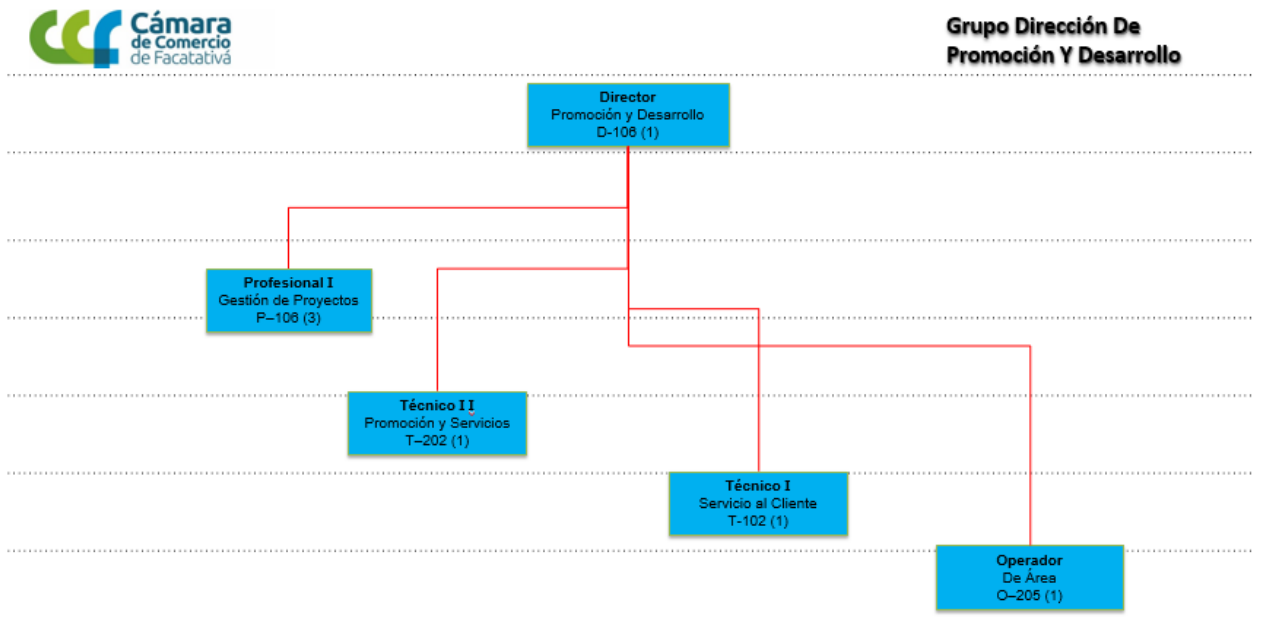 Cámara
de Comercio
de Facatativá
Grupo Dirección De
Promoción Y Desarrollo
Director
Promoción y Desarrollo
D-106 (1)
Profesional I
Gestión de Proyectos
P–106 (3)
Técnico I I
Promoción y Servicios
T–202 (1)
Técnico I
Servicio al Cliente
T-102 (1)
Operador
De Área
O–205 (1)